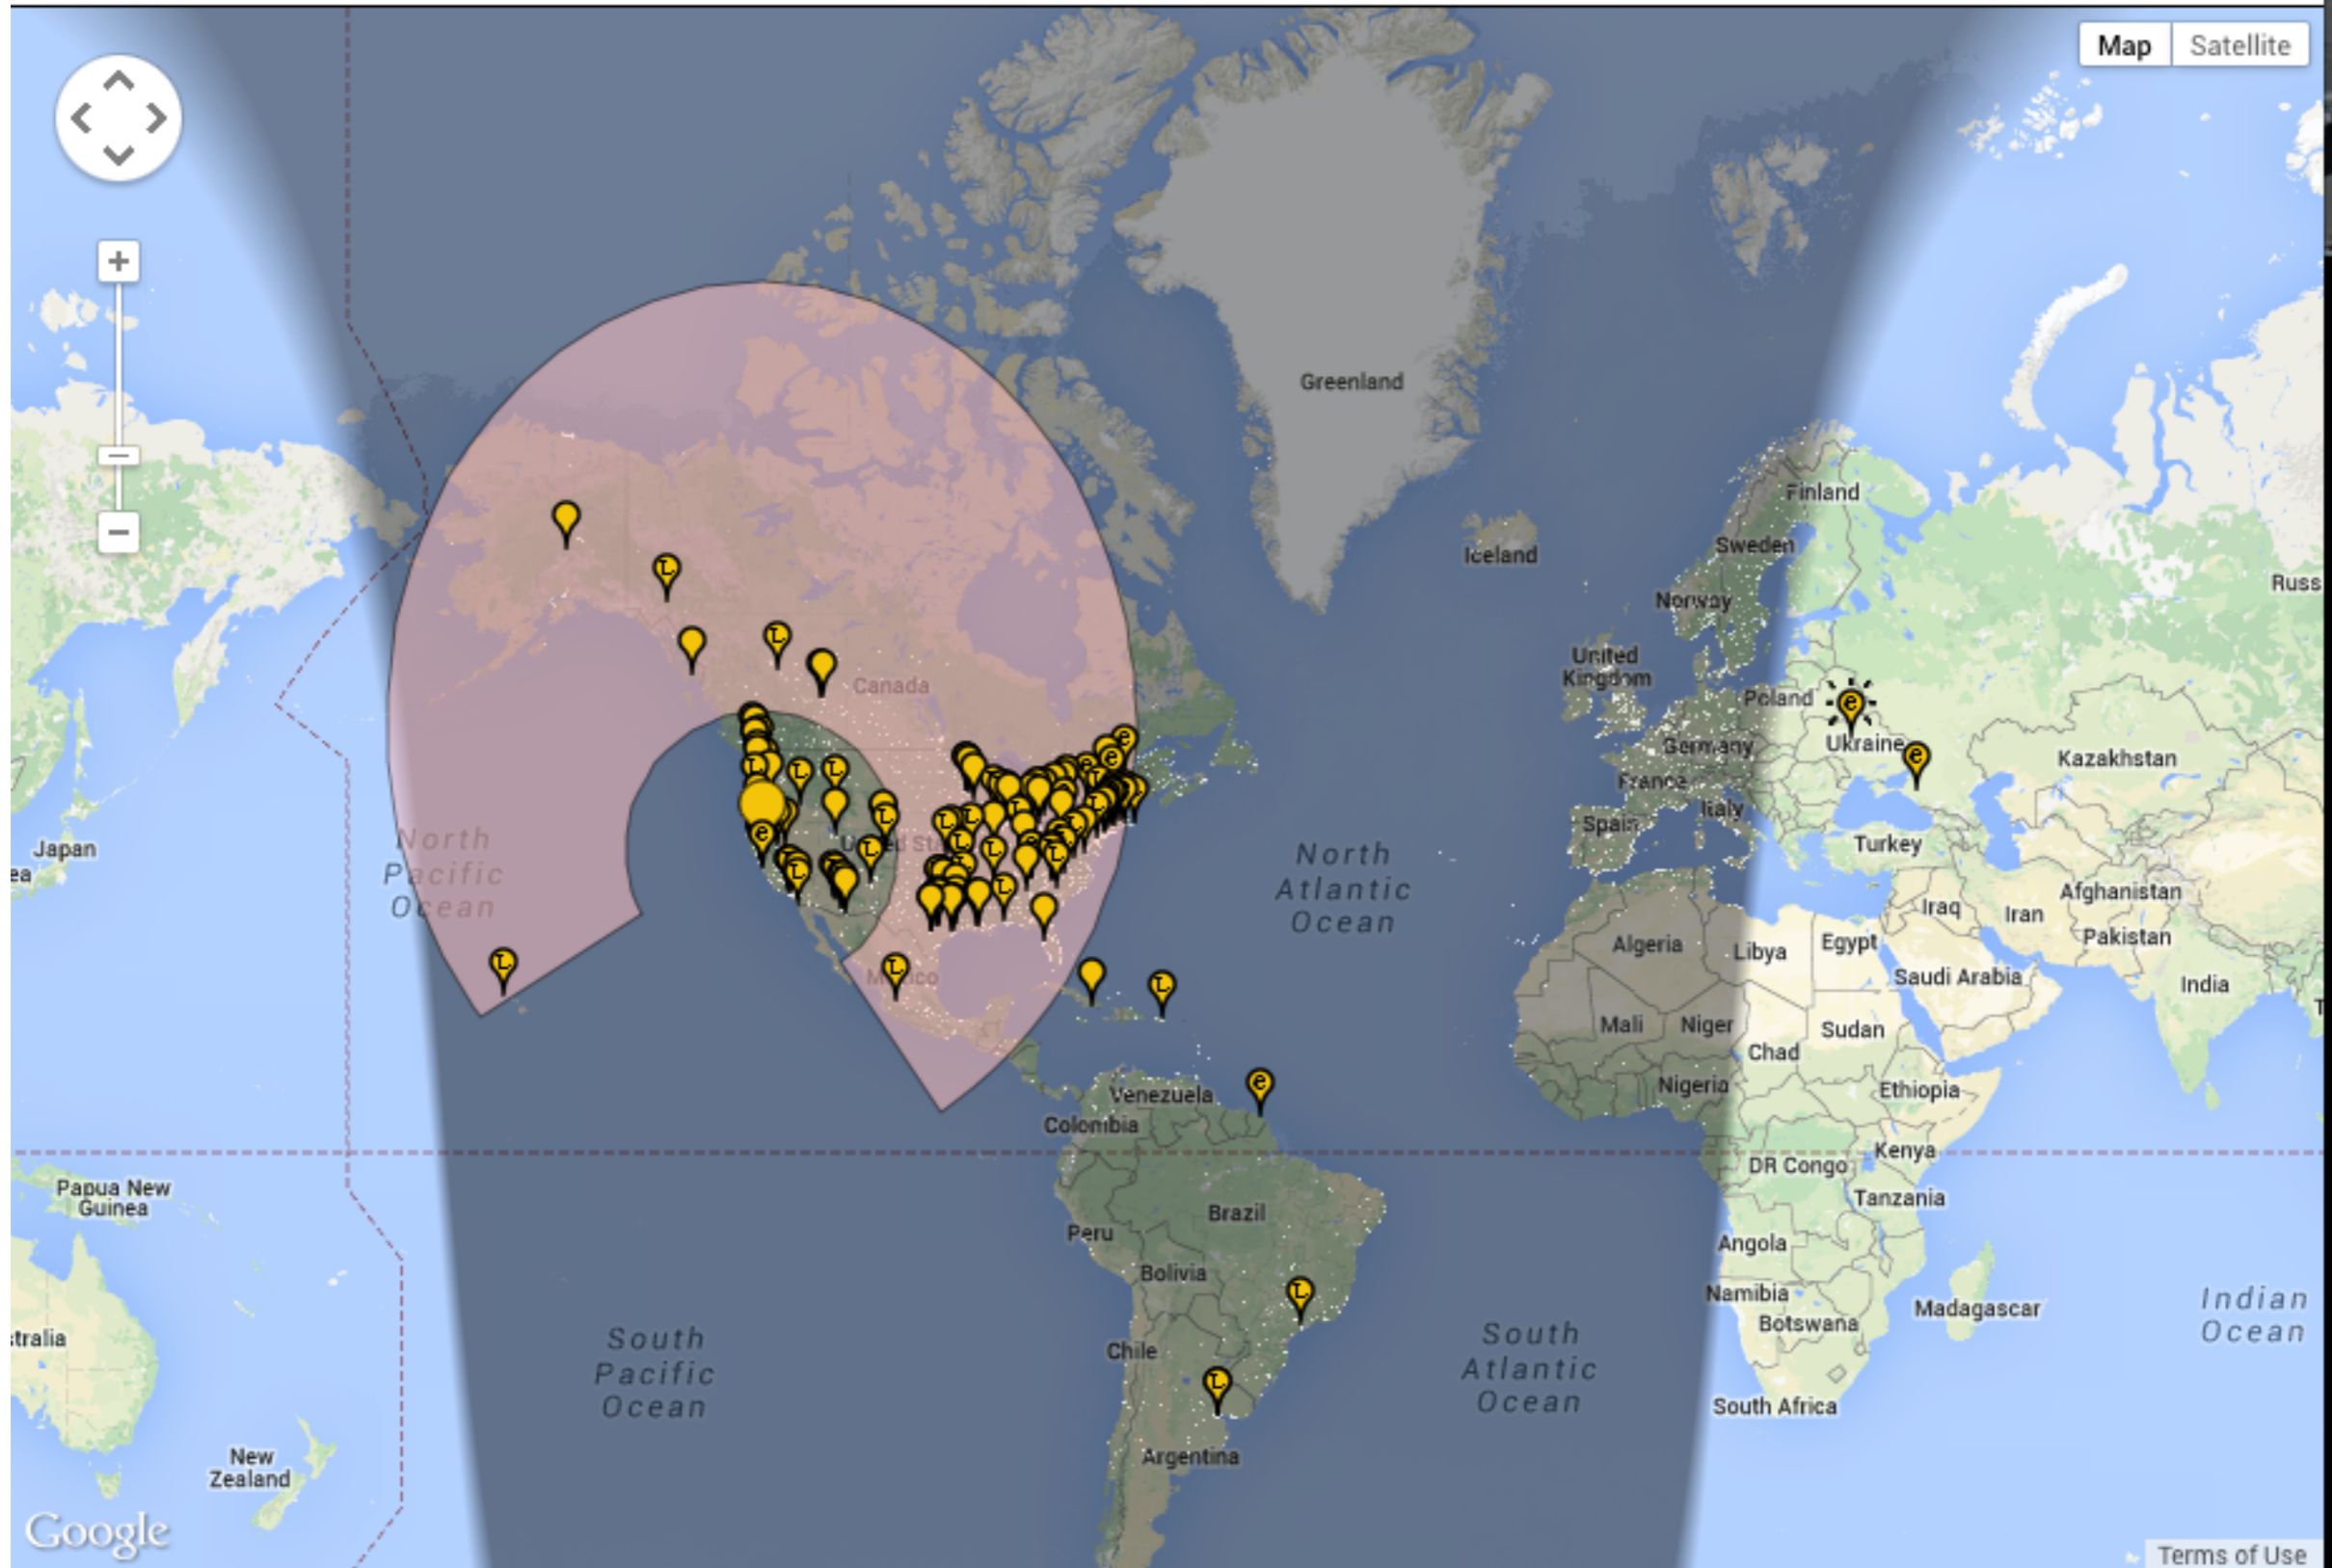 Map
Satellite
Greenland
Finland
Iceland
Sweden
Russ
Norway
United
Kingdom
Canada
Poland
Ukraine
Germany
Kazakhstan
France
Italy
Spain
North
Pacific
Ocean
Japan
ea
Turkey
North
Atlantic
Ocean
Afghanistan
Iraq
Iran
Pakistan
Algeria
Libya
Egypt
Saudi Arabia
India
Mali
Niger
Sudan
Chad
Nigeria
Ethiopia
Venezuela
Colombia
Kenya
DR Congo
Papua New
Guinea
Tanzania
Brazil
Peru
Angola
Bolivia
Namibia
Madagascar
Botswana
Indian
Ocean
stralia
South
Pacific
Ocean
Chile
South
Atlantic
Ocean
South Africa
New
Zealand
Argentina
Google
Terms of Use